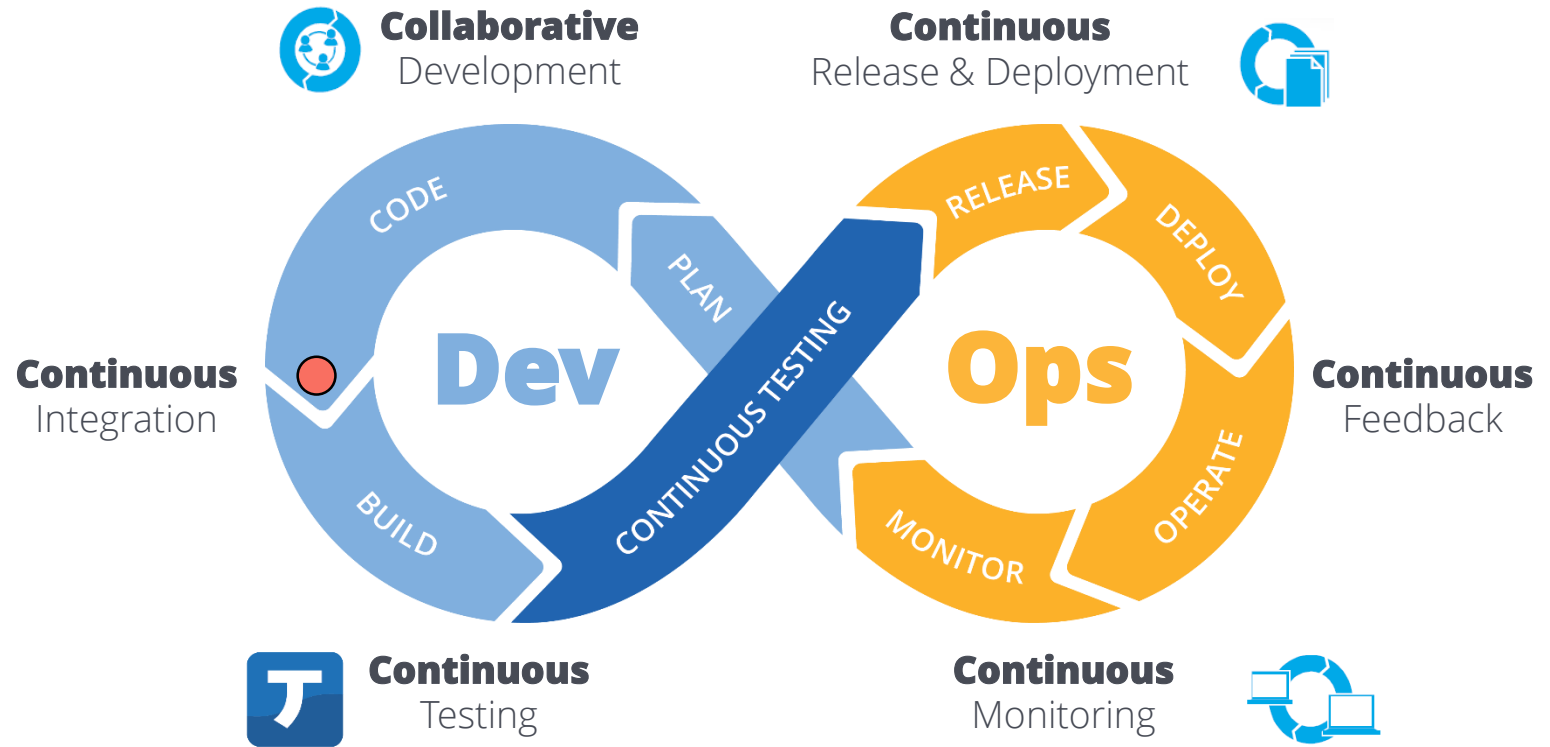 Collaborative
Development
Continuous
Release & Deployment
CODE
RELEASE
DEPLOY
PLAN
Dev
Ops
CONTINUOUS TESTING
Continuous
Integration
Continuous
Feedback
BUILD
MONITOR
OPERATE
Continuous
Testing
Continuous
Monitoring